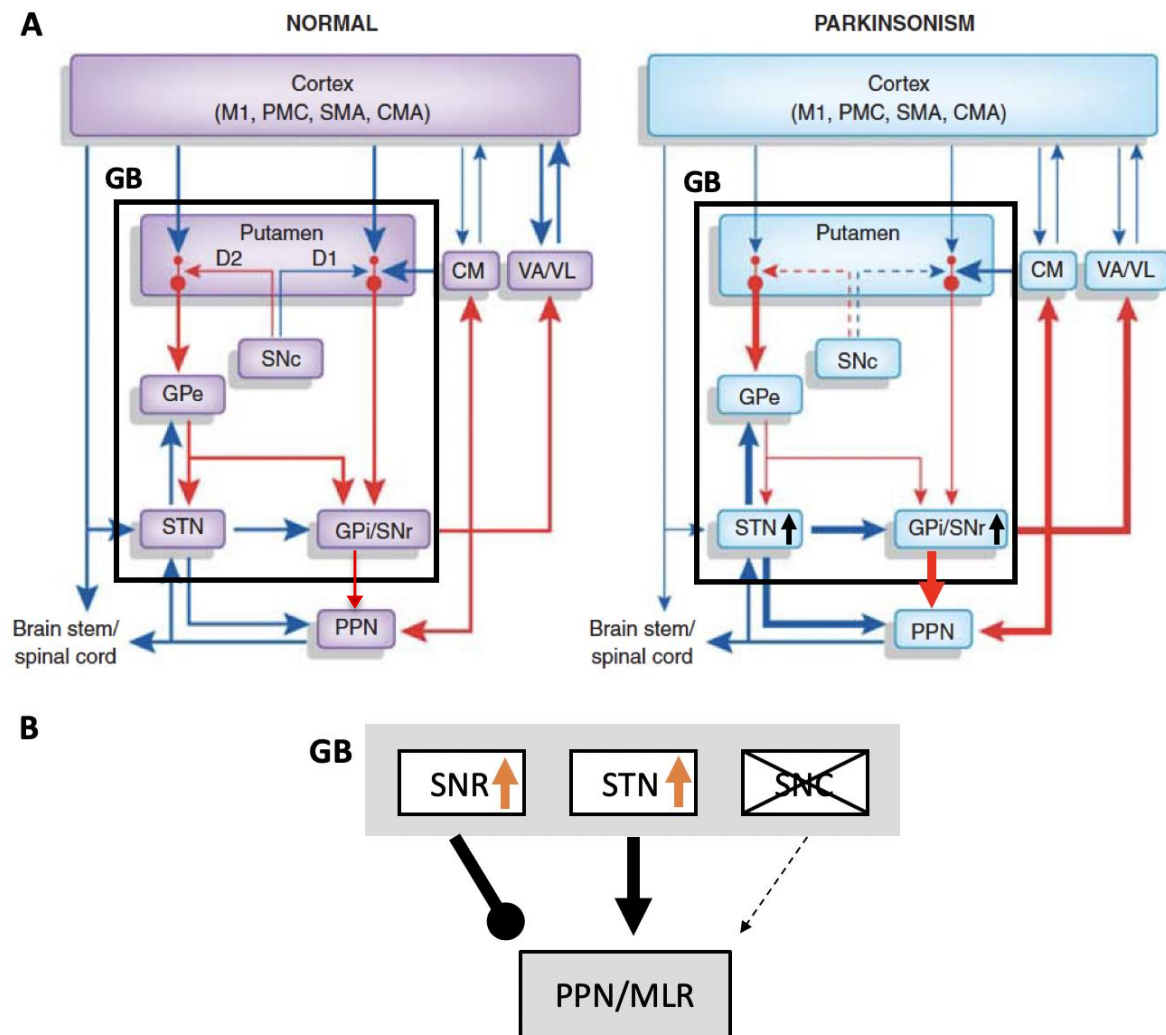 A
NORMAL
Cortex
(M1, PMC, SMA, CMA)
GB
Putamen
D2
D1
CM
VA/VL
SNc
GPe
STN
GPi/SNr
Brain stem/
spinal cord
PPN
PARKINSONISM
Cortex
(M1, PMC, SMA, CMA)
GB
Putamen
CM
VA/VL
SNc
GPe
STN
GPi/SNr
Brain stem/
spinal cord
PPN
B
GB
SNR
STN
SNC
PPN/MLR